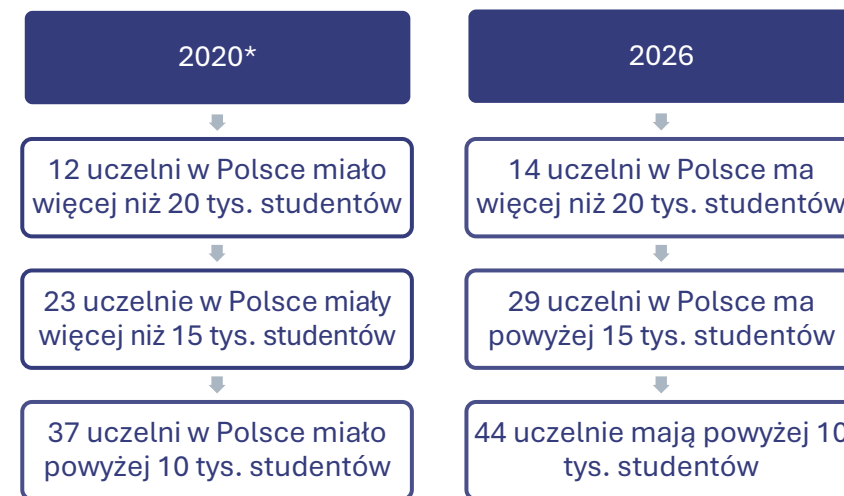 2020*
12 uczelni w Polsce miało
więcej niż 20 tys. studentów
23 uczelnie w Polsce miały
więcej niż 15 tys. studentów
37 uczelni w Polsce miało
powyżej 10 tys. studentów
2026
14 uczelni w Polsce ma
więcej niż 20 tys. studentów
29 uczelni w Polsce ma
powyżej 15 tys. studentów
44 uczelnie mają powyżej 10
tys. studentów